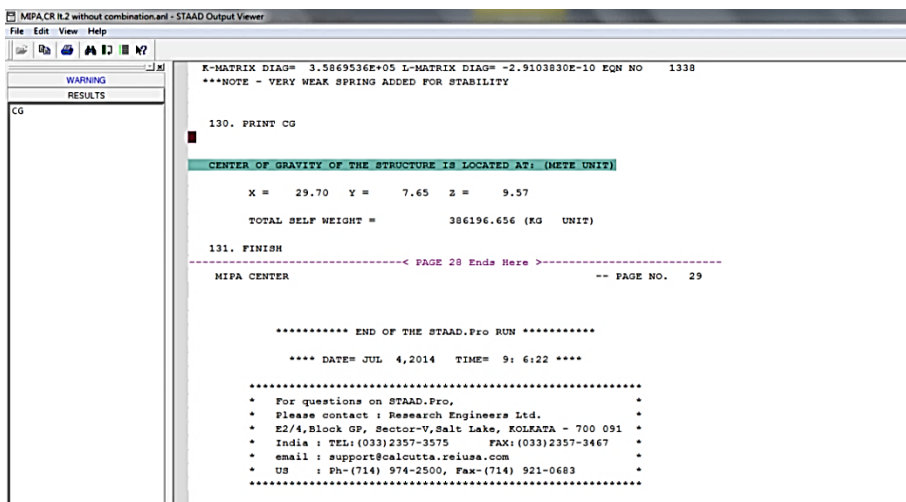 MIPA,CR lt.2 without combination.anl - STAAD Output Viewer
File Edit View Help
WARNING
RESULTS
CG
K-MATRIX DIAG= 3.5869536E+05 L-MATRIX DIAG= -2.9103830E-10 EQN NO 1338
***NOTE - VERY WEAK SPRING ADDED FOR STABILITY
130. PRINT CG
CENTER OF GRAVITY OF THE STRUCTURE IS LOCATED AT: (METE UNIT)
X = 29.70 Y = 7.65 Z = 9.57
TOTAL SELF WEIGHT = 386196.656 (KG UNIT)
131. FINISH
< PAGE 28 Ends Here >
MIPA CENTER -- PAGE NO. 29
*********** END OF THE STAAD.Pro RUN ***********
**** DATE= JUL 4,2014 TIME= 9: 6:22 ****
************************************************************
* For questions on STAAD.Pro, *
* Please contact : Research Engineers Ltd. *
* E2/4,Block GP, Sector-V,Salt Lake, KOLKATA - 700 091 *
* India : TEL:(033)2357-3575 FAX:(033)2357-3467 *
* email : support@calcutta.reiusa.com *
* US : Ph-(714) 974-2500, Fax-(714) 921-0683 *
************************************************************